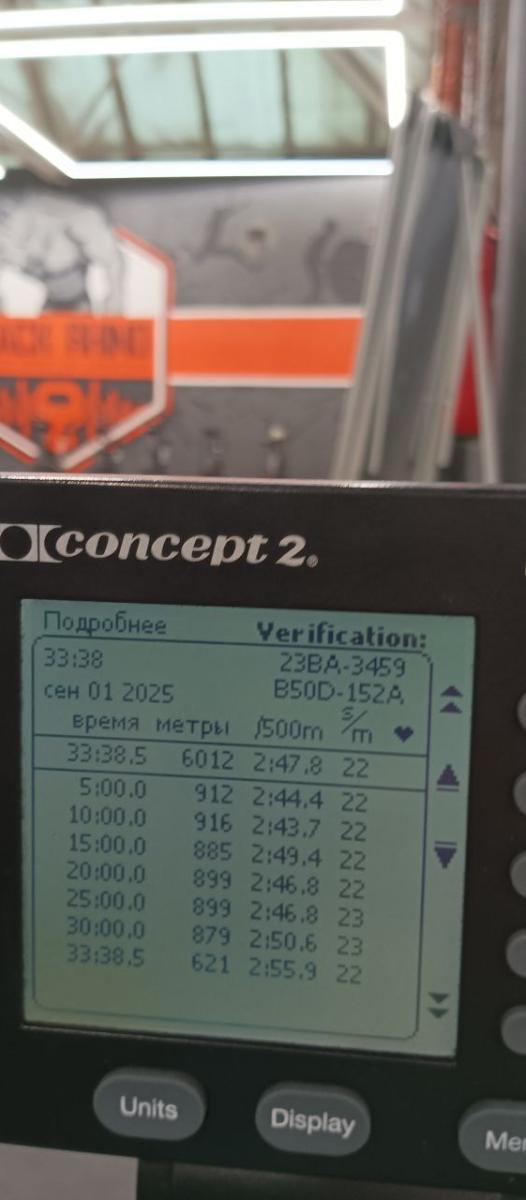 concept 2®
Подробнее Verification:
33:38 23BA-3459
сен 01 2025 B50D-152A
время метры /500m s/m ♥
33:38.5 6012 2:47.8 22
5:00.0 912 2:44.4 22
10:00.0 916 2:43.7 22
15:00.0 885 2:49.4 22
20:00.0 899 2:46.8 22
25:00.0 899 2:46.8 23
30:00.0 879 2:50.6 23
33:38.5 621 2:55.9 22
Units Display Me